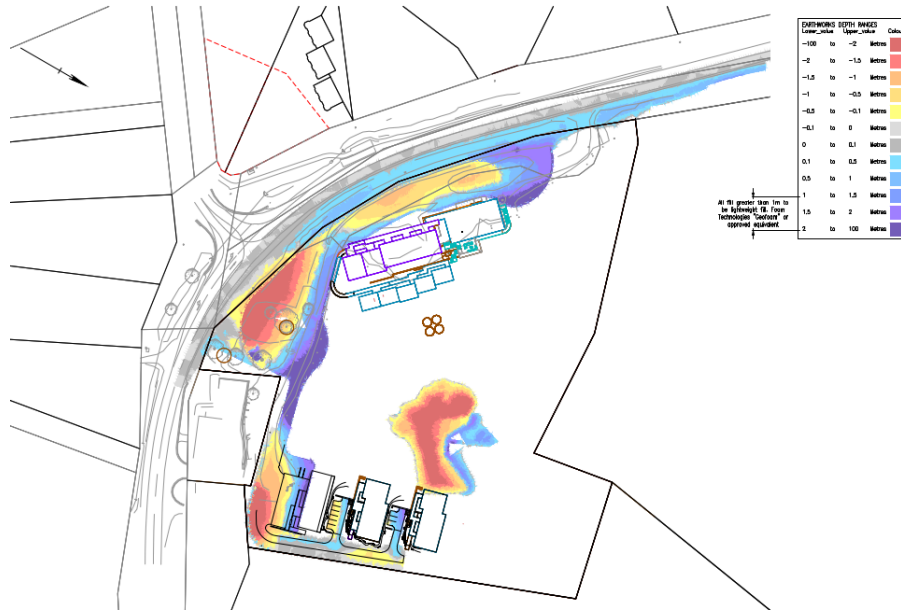 EARTHWORKS DEPTH RANGES
Lower_value Upper_value Colou
-100 to -2 Metres
-2 to -1.5 Metres
-1.5 to -1 Metres
-1 to -0.5 Metres
-0.5 to -0.1 Metres
-0.1 to 0 Metres
0 to 0.1 Metres
0.1 to 0.5 Metres
0.5 to 1 Metres
1 to 1.5 Metres
1.5 to 2 Metres
2 to 100 Metres
All fill greater than 1m to
be lightweight fill. Foam
Technologies "Geofoam" or
approved equivalent